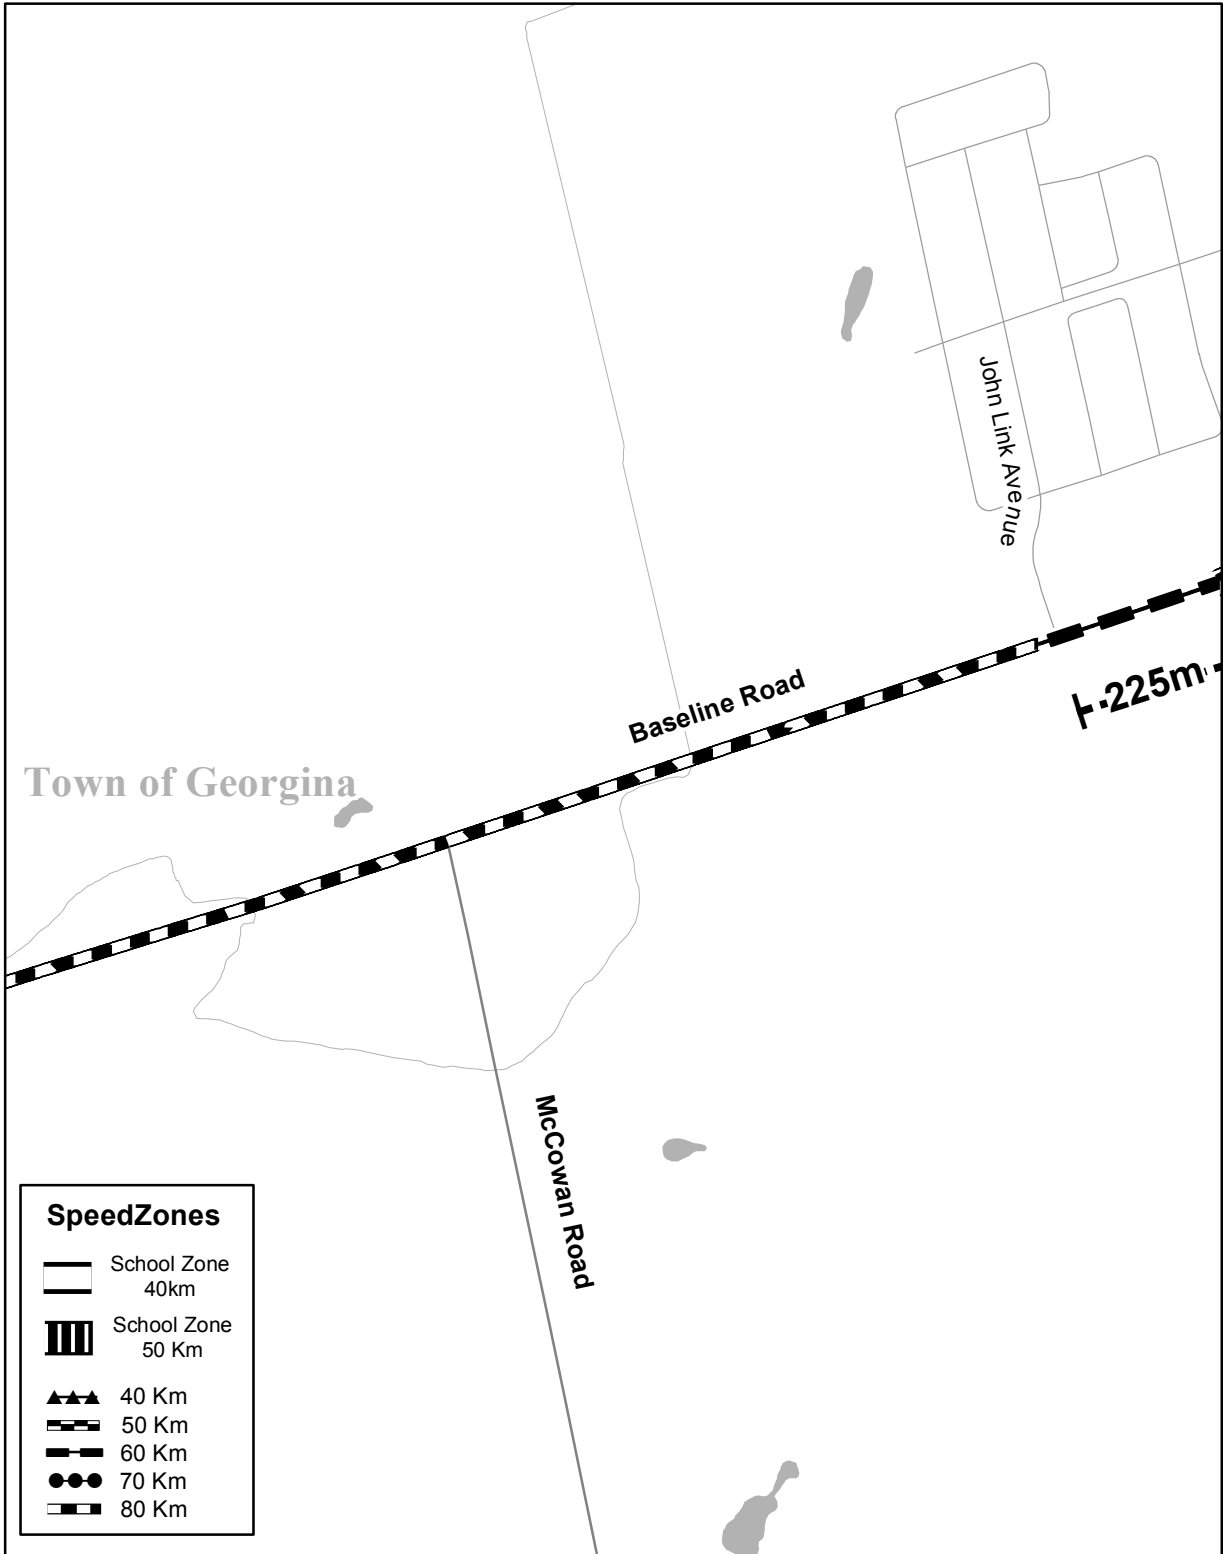 John Link Avenue
225m
Baseline Road
Town of Georgina
McCowan Road
SpeedZones
School Zone
40km
School Zone
50 Km
40 Km
50 Km
60 Km
70 Km
80 Km